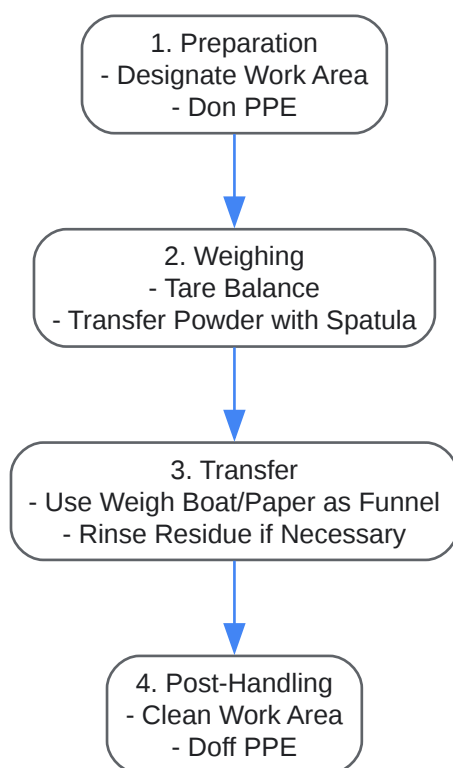 1. Preparation
- Designate Work Area
- Don PPE
2. Weighing
- Tare Balance
- Transfer Powder with Spatula
3. Transfer
- Use Weigh Boat/Paper as Funnel
- Rinse Residue if Necessary
4. Post-Handling
- Clean Work Area
- Doff PPE